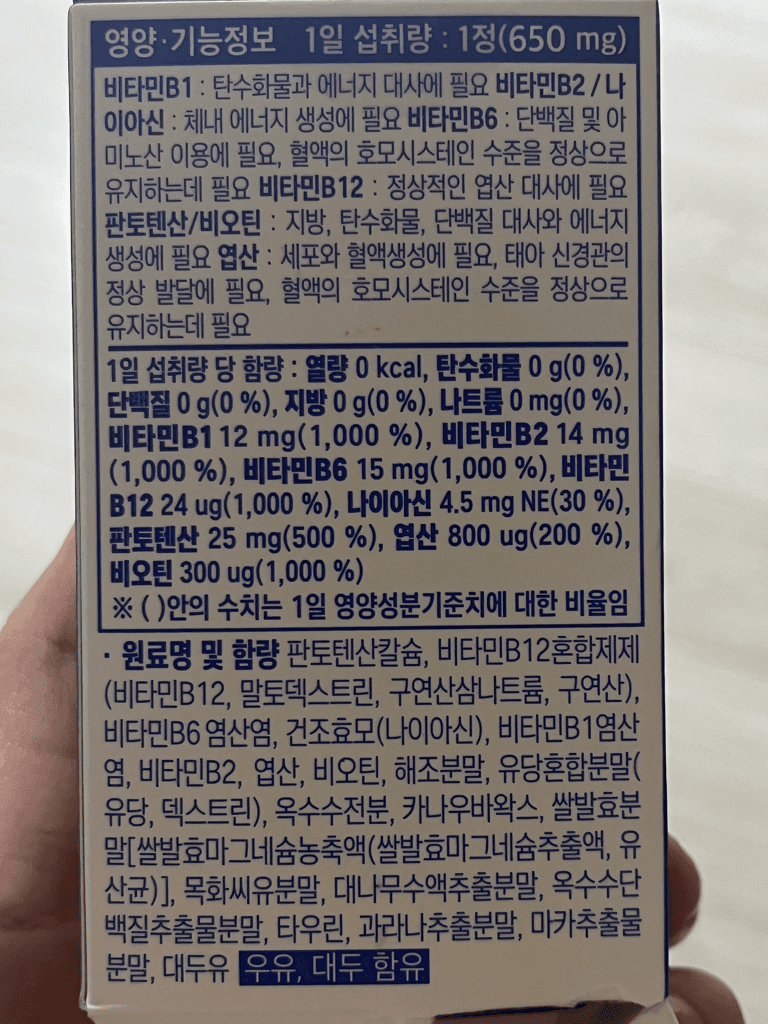 영양·기능정보 1일 섭취량 : 1정(650 mg)
비타민B1 : 탄수화물과 에너지 대사에 필요 비타민B2 / 나
이아신 : 체내 에너지 생성에 필요 비타민B6 : 단백질 및 아
미노산 이용에 필요, 혈액의 호모시스테인 수준을 정상으로
유지하는데 필요 비타민B12 : 정상적인 엽산 대사에 필요
판토텐산/비오틴 : 지방, 탄수화물, 단백질 대사와 에너지
생성에 필요 엽산 : 세포와 혈액생성에 필요, 태아 신경관의
정상 발달에 필요, 혈액의 호모시스테인 수준을 정상으로
유지하는데 필요
1일 섭취량 당 함량 : 열량 0 kcal, 탄수화물 0 g(0 %),
단백질 0 g(0 %), 지방 0 g(0 %), 나트륨 0 mg(0 %),
비타민B1 12 mg(1,000 %), 비타민B2 14 mg
(1,000 %), 비타민B6 15 mg(1,000 %), 비타민
B12 24 ug(1,000 %), 나이아신 4.5 mg NE(30 %),
판토텐산 25 mg(500 %), 엽산 800 ug(200 %),
비오틴 300 ug(1,000 %)
※ ( )안의 수치는 1일 영양성분기준치에 대한 비율임
· 원료명 및 함량 판토텐산칼슘, 비타민B12혼합제제
(비타민B12, 말토덱스트린, 구연산삼나트륨, 구연산),
비타민B6 염산염, 건조효모(나이아신), 비타민B1염산
염, 비타민B2, 엽산, 비오틴, 해조분말, 유당혼합분말(
유당, 덱스트린), 옥수수전분, 카나우바왁스, 쌀발효분
말[쌀발효마그네슘농축액(쌀발효마그네슘추출액, 유
산균)], 목화씨유분말, 대나무수액추출분말, 옥수수단
백질추출물분말, 타우린, 과라나추출분말, 마카추출물
분말, 대두유 우유, 대두 함유